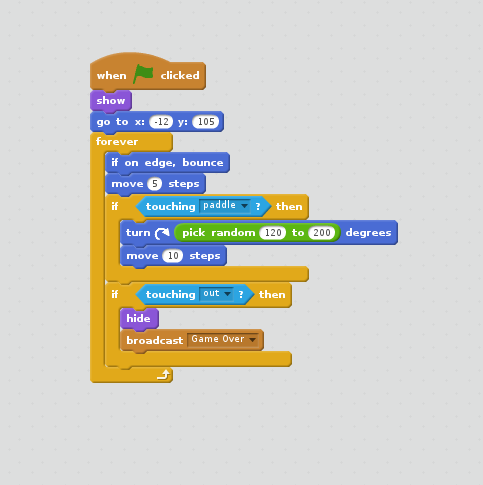 when clicked
show
go to x: -12 y: 105
forever
if on edge, bounce
move 5 steps
if touching paddle ? then
turn pick random 120 to 200 degrees
move 10 steps
if touching out ? then
hide
broadcast Game Over